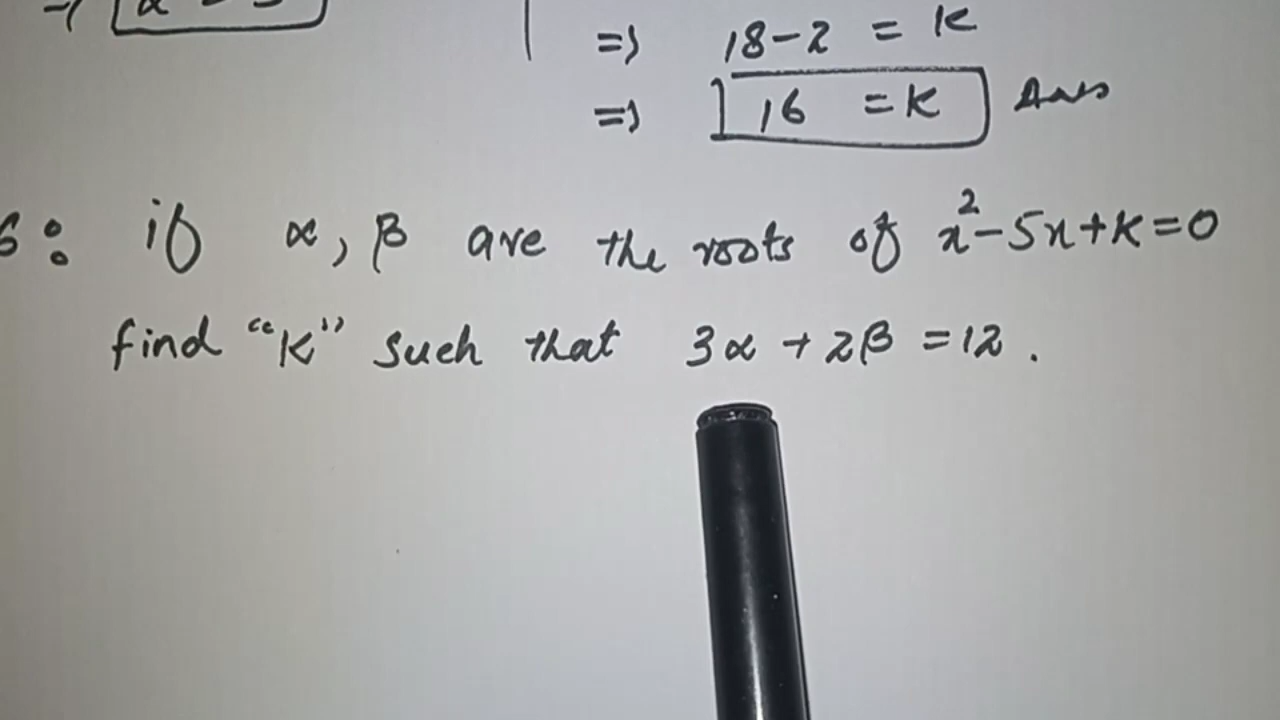 => 18-2 = K
=> 16 = K Ans
6: if α, β are the roots of x²-5x+K=0
find "K" such that 3α + 2β = 12.